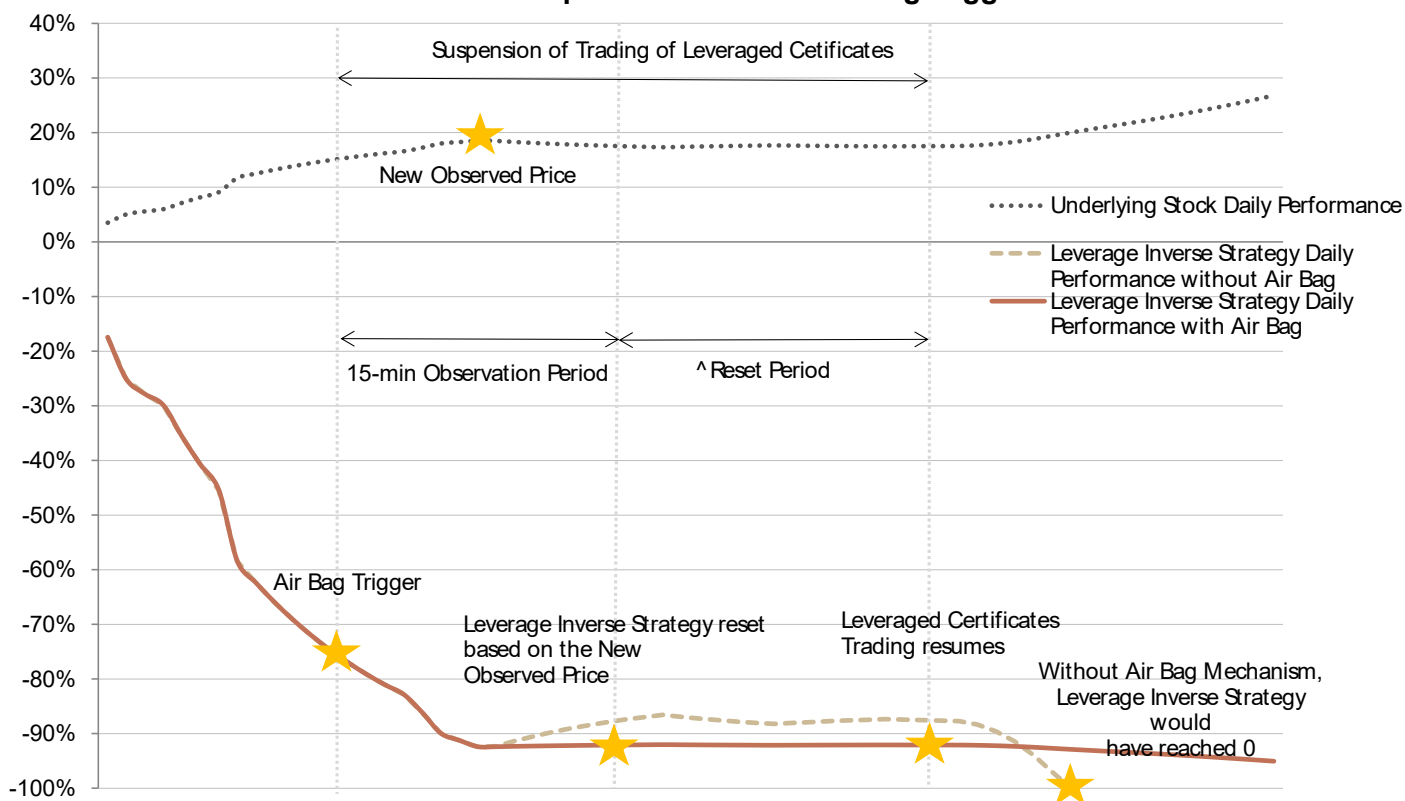 40%
Suspension of Trading of Leveraged Cetificates
30%
20%
New Observed Price
10%
Underlying Stock Daily Performance
0%
Leverage Inverse Strategy Daily
Performance without Air Bag
-10%
Leverage Inverse Strategy Daily
Performance with Air Bag
-20%
15-min Observation Period
^Reset Period
-30%
-40%
-50%
-60%
Air Bag Trigger
-70%
Leverage Inverse Strategy reset
based on the New
Observed Price
Leveraged Certificates
Trading resumes
-80%
Without Air Bag Mechanism,
Leverage Inverse Strategy
would
have reached 0
-90%
-100%